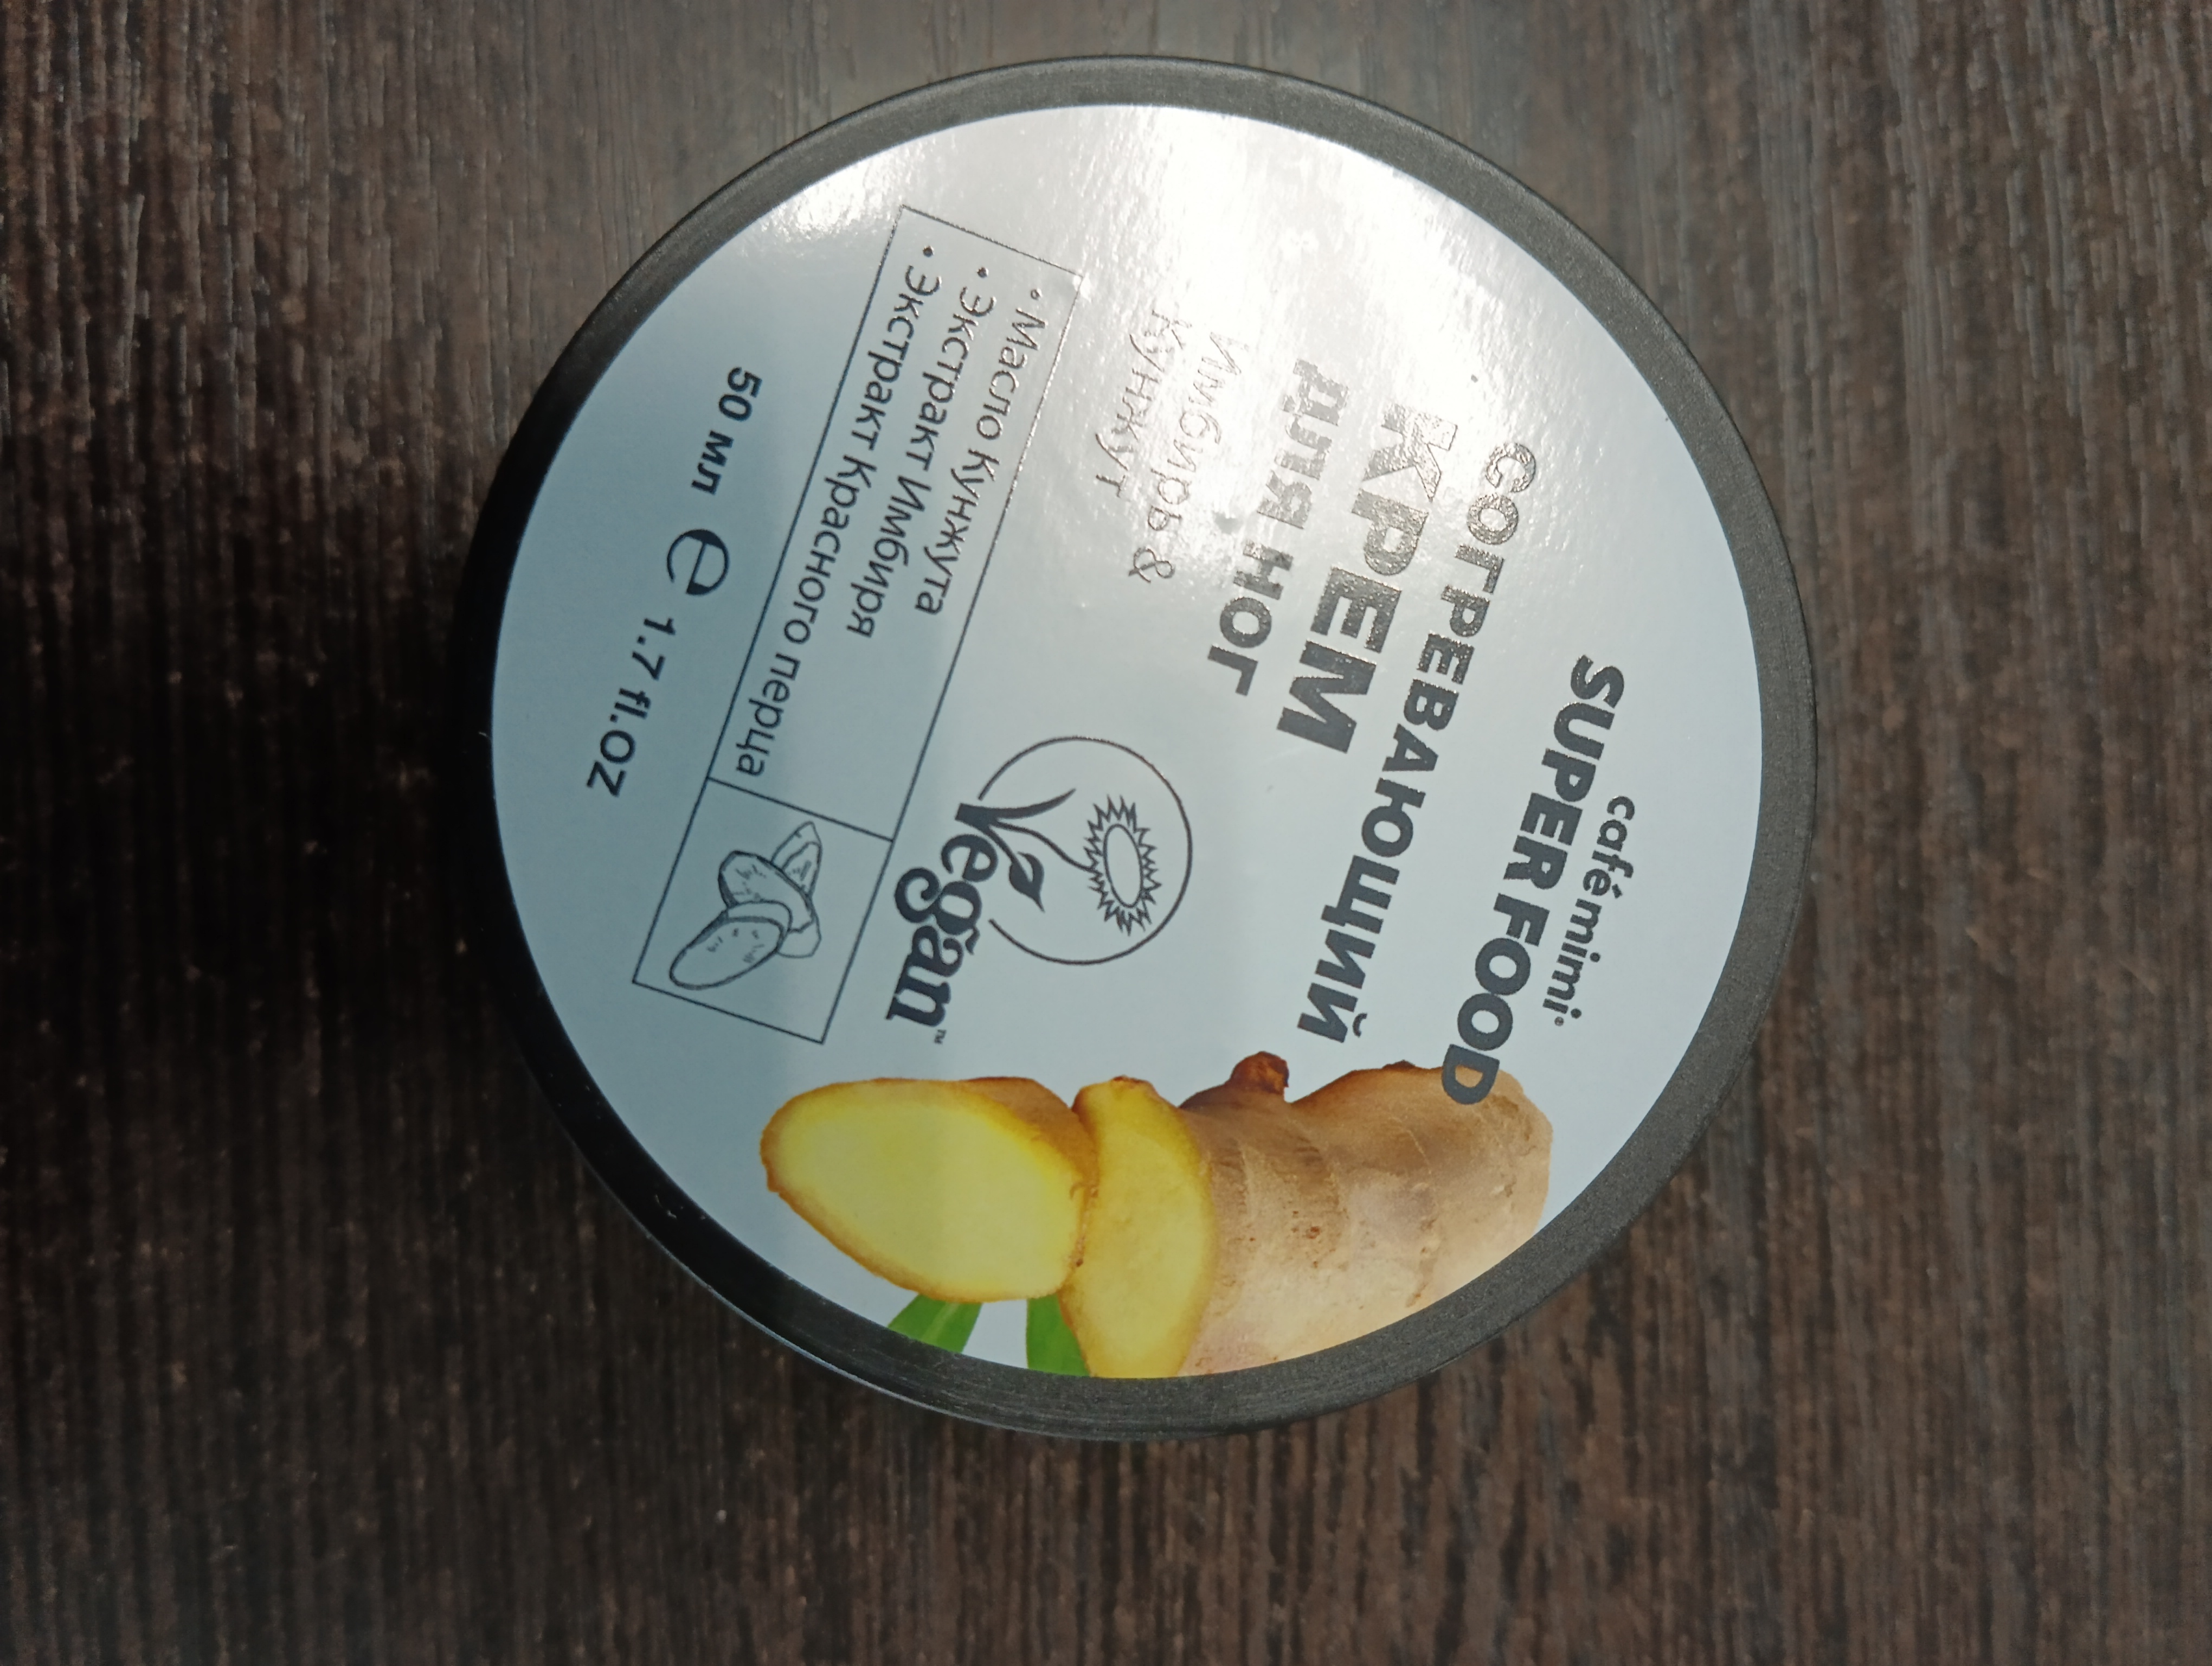 café mimi®
SUPER FOOD
СОГРЕВАЮЩИЙ
КРЕМ
ДЛЯ НОГ
Имбирь &
Кунжут
Vegan™
• Масло Кунжута
• Экстракт Имбиря
• Экстракт Красного перца
50 мл ℮ 1.7 fl.oz